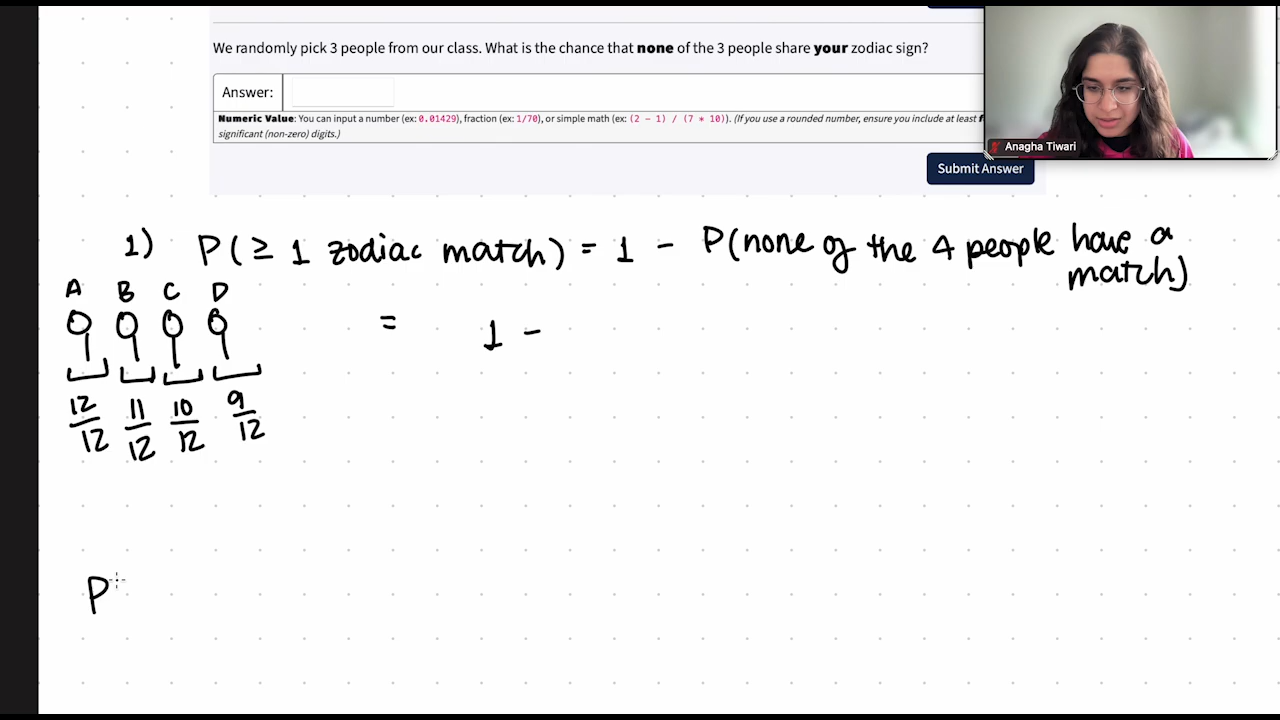 We randomly pick 3 people from our class. What is the chance that none of the 3 people share your zodiac sign?
Answer:
Numeric Value: You can input a number (ex: 0.01429), fraction (ex: 1/70), or simple math (ex: (2 - 1) / (7 * 10)). (If you use a rounded number, ensure you include at least
significant (non-zero) digits.)
Anagha Tiwari
Submit Answer
1) P(≥ 1 zodiac match) = 1 - P(none of the 4 people have a
match)
A B C D
= 1 -
12/12 11/12 10/12 9/12
P